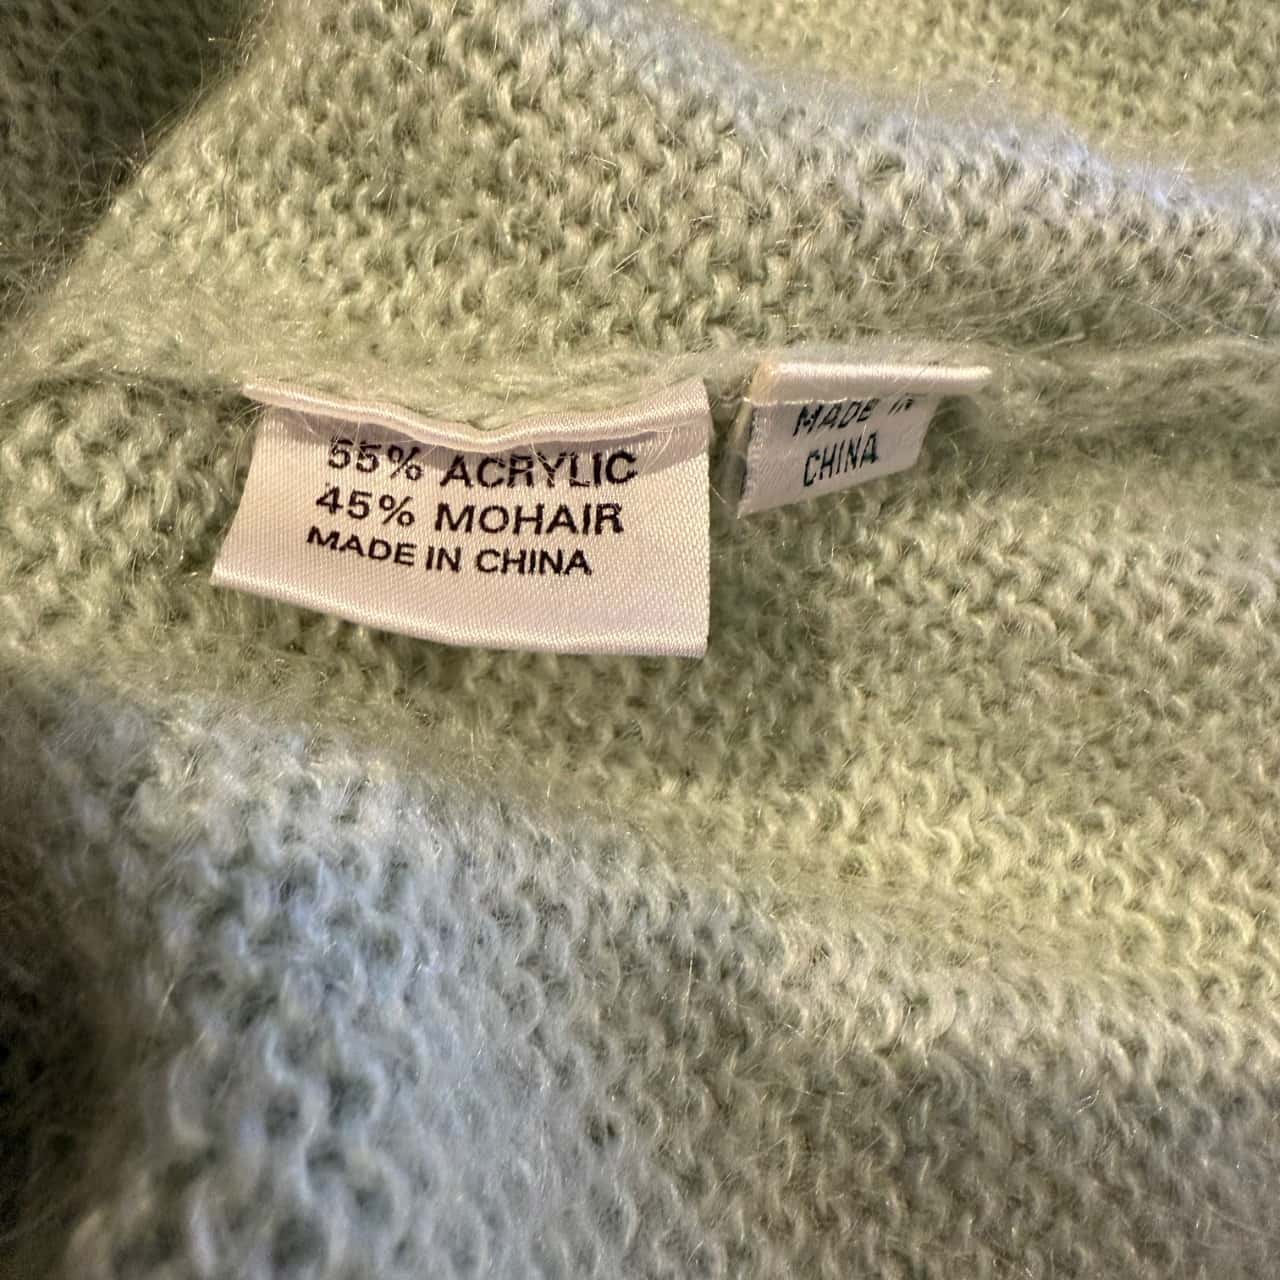 55% ACRYLIC
45% MOHAIR
MADE IN CHINA
MADE IN
CHINA